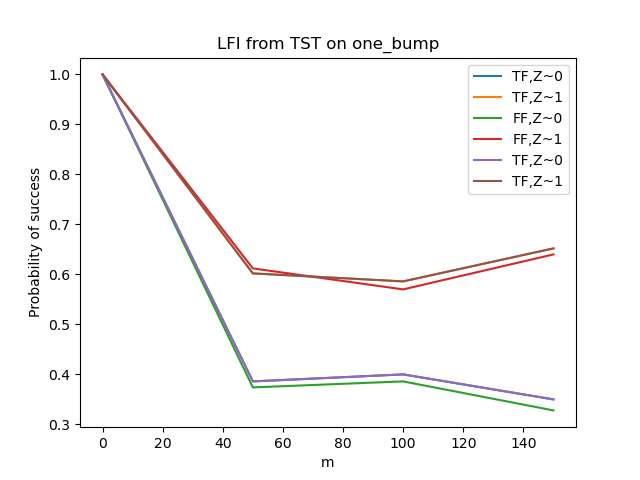 LFI from TST on one_bump
Probability of success
1.0
0.9
0.8
0.7
0.6
0.5
0.4
0.3
TF,Z~0
TF,Z~1
FF,Z~0
FF,Z~1
TF,Z~0
TF,Z~1
0 20 40 60 80 100 120 140
m